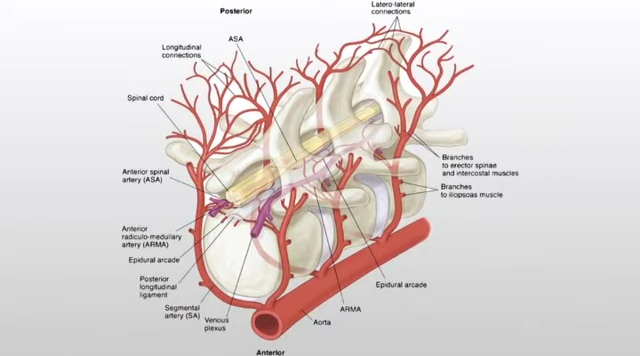 Posterior
Latero-lateral
connections
ASA
Longitudinal
connections
Spinal cord
Branches
to erector spinae
and intercostal muscles
Anterior spinal
artery (ASA)
Branches
to iliopsoas muscle
Anterior
radiculo-medullary
artery (ARMA)
Epidural arcade
Posterior
longitudinal
ligament
Epidural arcade
Segmental
artery (SA)
Venous
plexus
ARMA
Aorta
Anterior